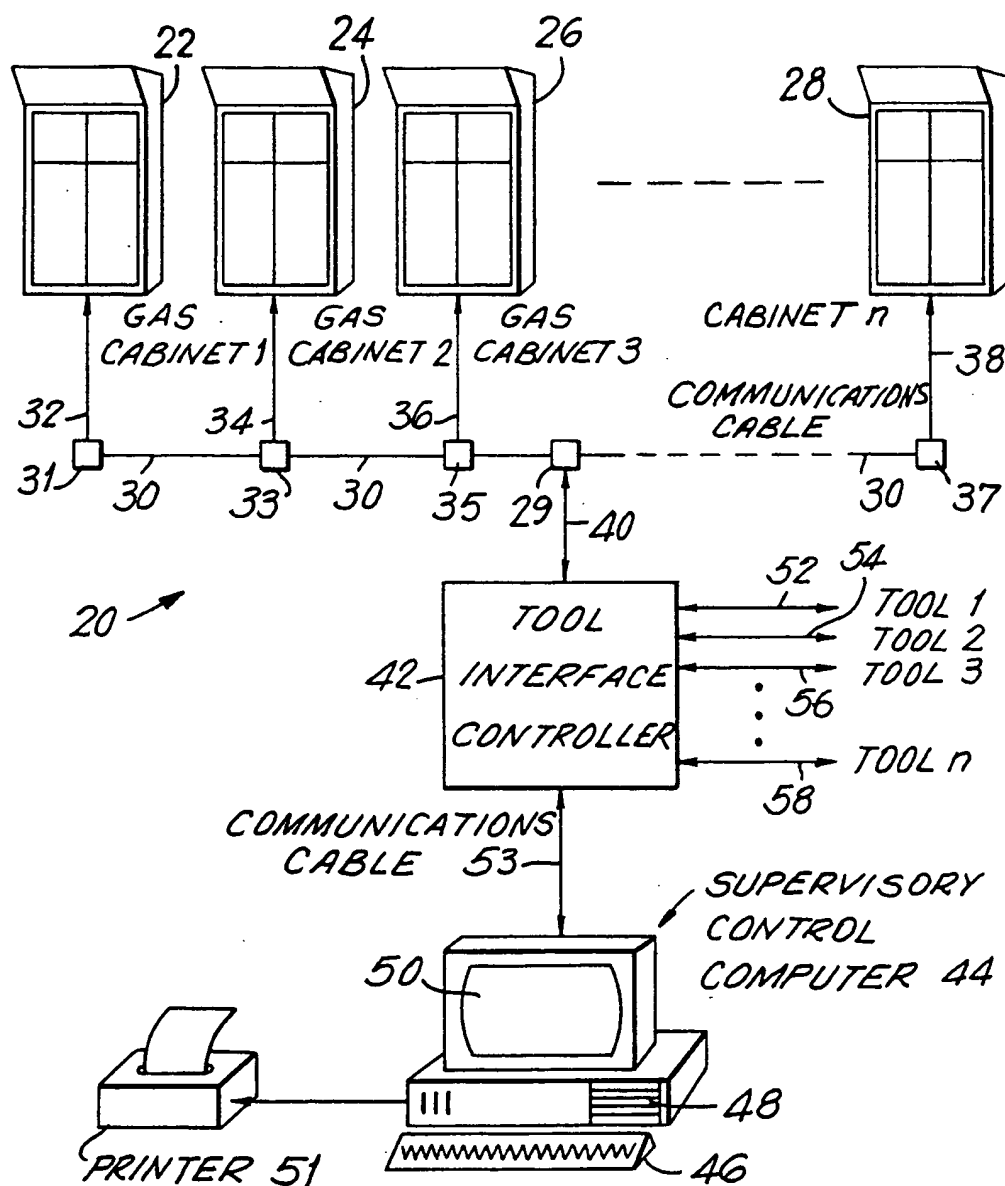 22
24
26
28
GAS
CABINET 1
GAS
CABINET 2
GAS
CABINET 3
CABINET n
32
34
36
COMMUNICATIONS
CABLE
38
31
30
33
30
35
29
30
37
40
20
42
TOOL
INTERFACE
CONTROLLER
52
54
TOOL 1
TOOL 2
TOOL 3
56
TOOL n
58
COMMUNICATIONS
CABLE
53
SUPERVISORY
CONTROL
COMPUTER 44
50
48
46
PRINTER 51